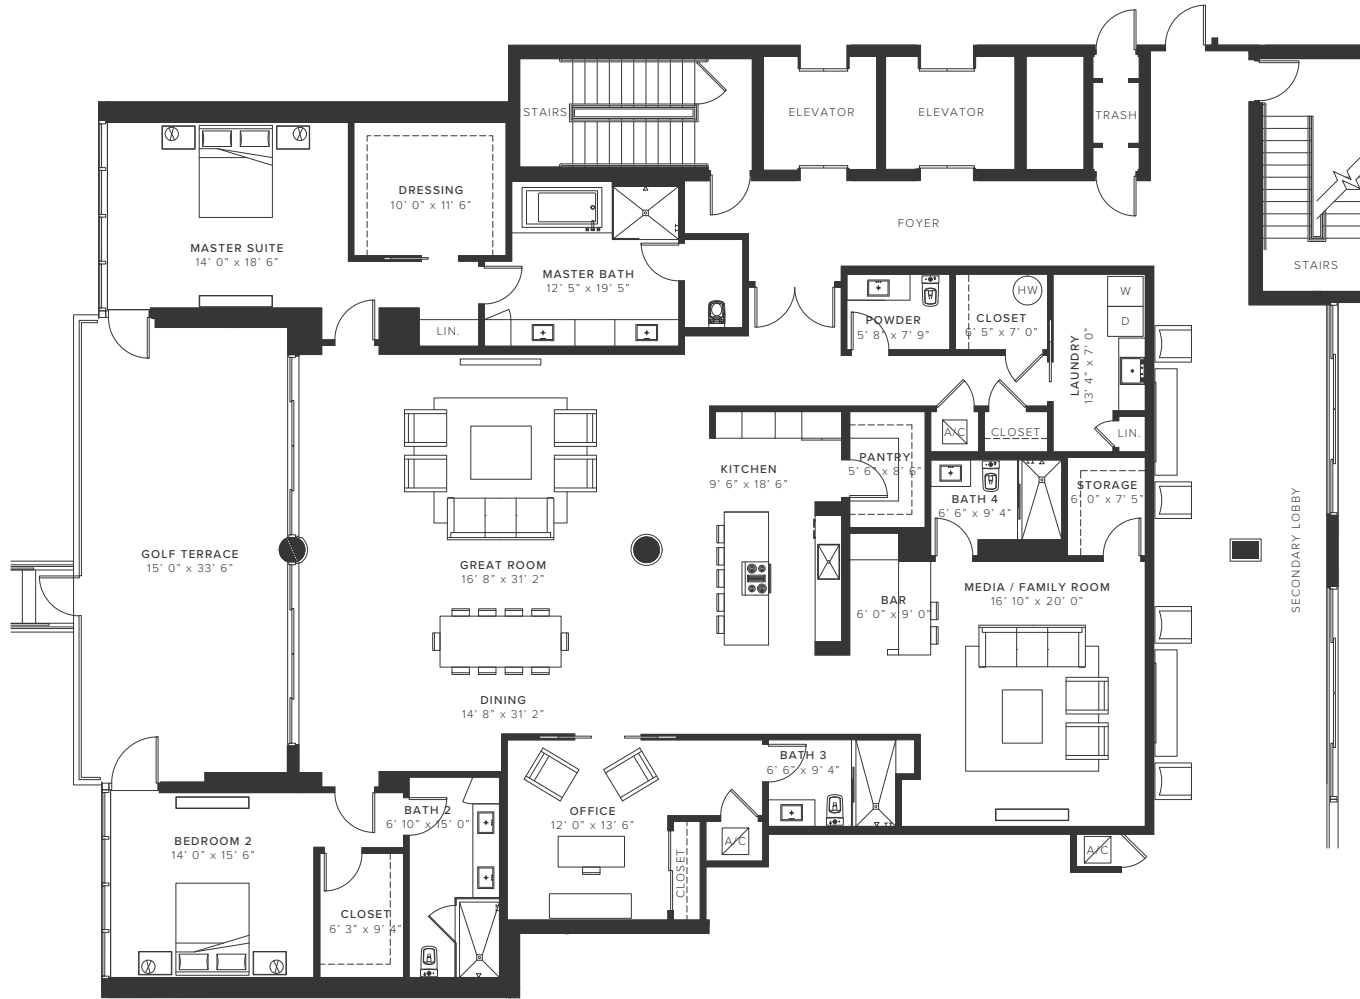 STAIRS
ELEVATOR
ELEVATOR
TRASH
DRESSING
10’ 0” x 11’ 6”
FOYER
MASTER SUITE
14’ 0” x 18’ 6”
MASTER BATH
12’ 5” x 19’ 5”
STAIRS
HW
W
D
POWDER
5’ 8” x 7’ 9”
CLOSET
6’ 5” x 7’ 0”
LIN.
LAUNDRY
13’ 4” x 7’ 0”
A/C
CLOSET
LIN.
PANTRY
5’ 6” x 8’ 6”
KITCHEN
9’ 6” x 18’ 6”
BATH 4
6’ 6” x 9’ 4”
STORAGE
6’ 0” x 7’ 5”
SECONDARY LOBBY
GOLF TERRACE
15’ 0” x 33’ 6”
GREAT ROOM
16’ 8” x 31’ 2”
MEDIA / FAMILY ROOM
16’ 10” x 20’ 0”
BAR
6’ 0” x 9’ 0”
DINING
14’ 8” x 31’ 2”
BATH 3
6’ 6” x 9’ 4”
BATH 2
6’ 10” x 15’ 0”
OFFICE
12’ 0” x 13’ 6”
BEDROOM 2
14’ 0” x 15’ 6”
A/C
A/C
CLOSET
CLOSET
6’ 3” x 9’ 4”